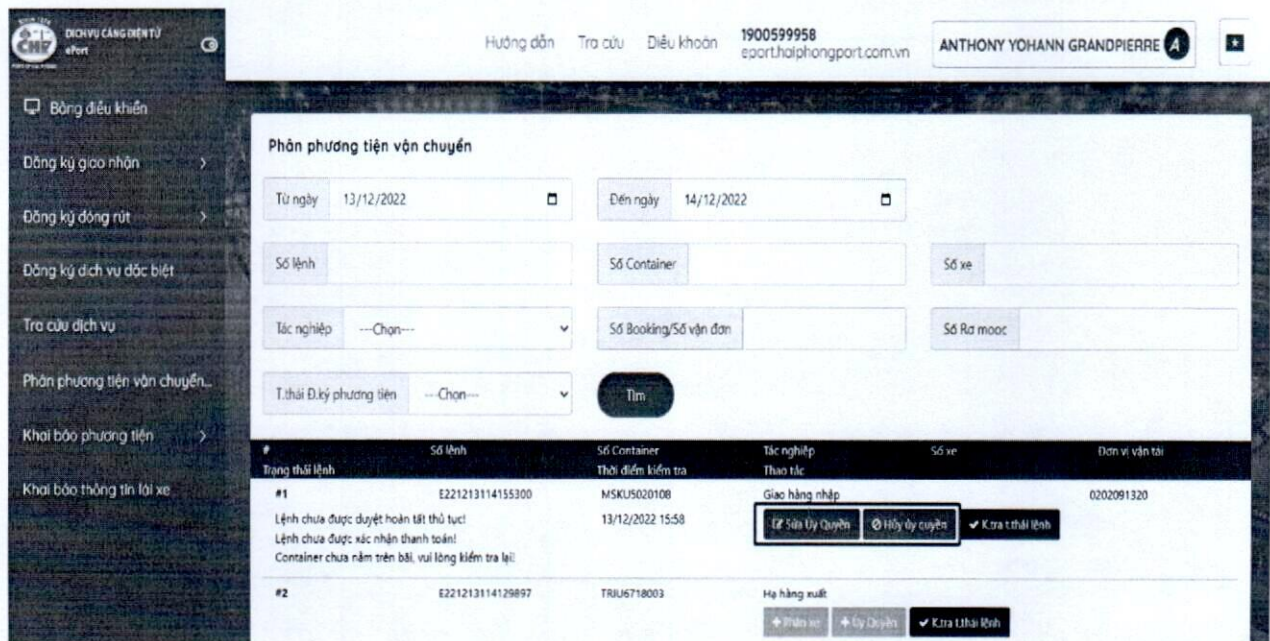 DỊCH VỤ CẢNG ĐIỆN TỬ
ePort
CHP
Hướng dẫn Tra cứu Điều khoản
1900599958
eport.haiphongport.com.vn
ANTHONY YOHANN GRANDPIERRE A
Bảng điều khiển
Đăng ký giao nhận
Đăng ký đóng rút
Đăng ký dịch vụ đặc biệt
Tra cứu dịch vụ
Phân phương tiện vận chuyển...
Khai báo phương tiện
Khai báo thông tin lái xe
Phân phương tiện vận chuyển
Từ ngày 13/12/2022 Đến ngày 14/12/2022
Số lệnh Số Container Số xe
Tác nghiệp ---Chọn--- Số Booking/Số vận đơn Số Rơ mooc
T.thái Đ.ký phương tiện ---Chọn--- Tìm
# Số lệnh Số Container Tác nghiệp Số xe Đơn vị vận tải
Trạng thái lệnh Thời điểm kiểm tra Thao tác
#1 E221213114155300 MSKU5020108 Giao hàng nhập 0202091320
Lệnh chưa được duyệt hoàn tất thủ tục! 13/12/2022 15:58 Sửa Ủy Quyền Hủy ủy quyền K.tra t.thái lệnh
Lệnh chưa được xác nhận thanh toán!
Container chưa nằm trên bãi, vui lòng kiểm tra lại!
#2 E221213114129897 TRIU6718003 Hạ hàng xuất
+ Phân xe + Ủy Quyền K.tra t.thái lệnh